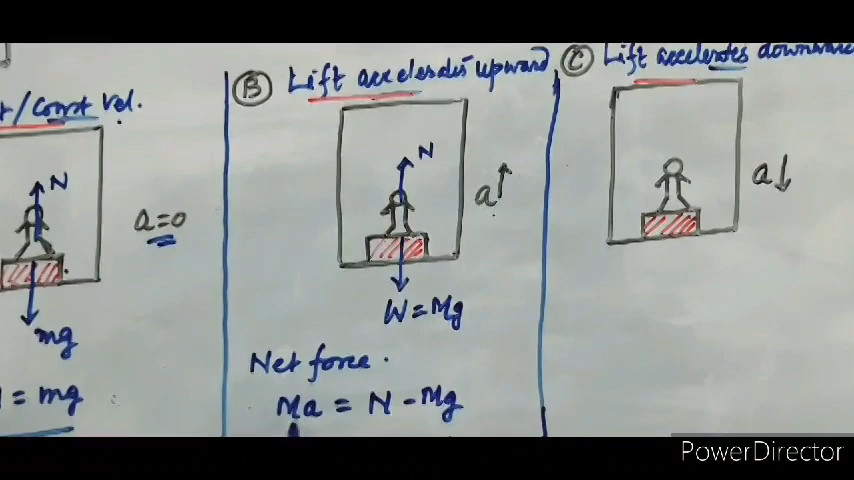 t/Const vel.
N
a=0
mg
= mg
B Lift accelerates upward
N
a↑
W=Mg
Net force.
Ma = N - Mg
C Lift accelerates downward
a↓
PowerDirector